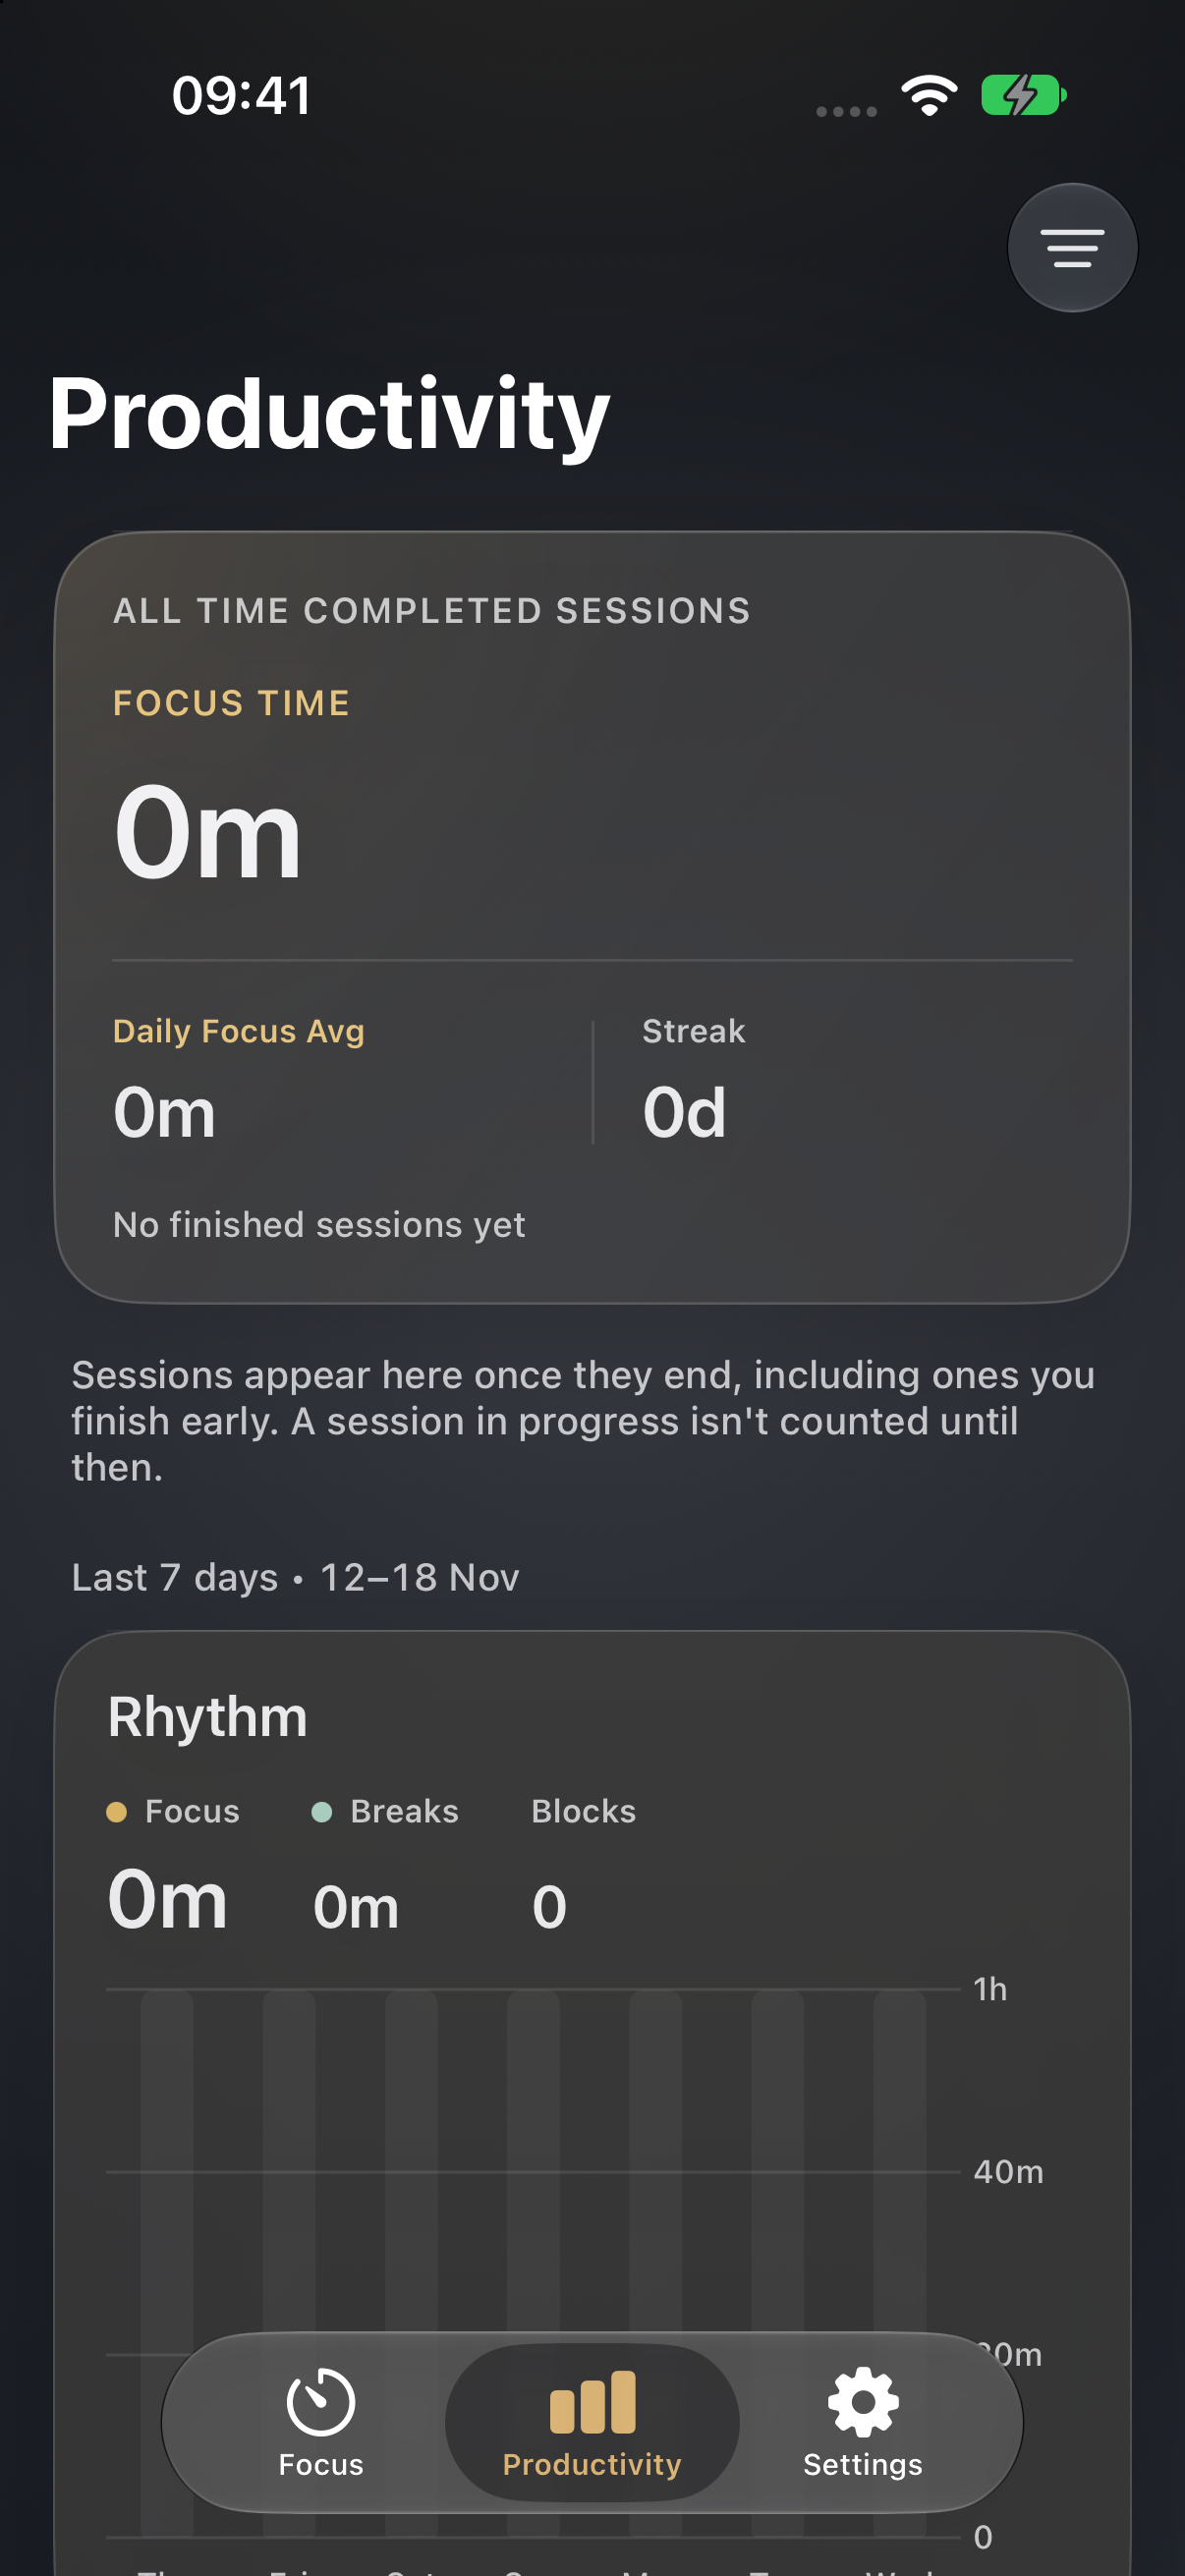 09:41
Productivity
ALL TIME COMPLETED SESSIONS
FOCUS TIME
0m
Daily Focus Avg
Streak
0m
0d
No finished sessions yet
Sessions appear here once they end, including ones you
finish early. A session in progress isn't counted until
then.
Last 7 days • 12–18 Nov
Rhythm
Focus
Breaks
Blocks
0m
0m
0
1h
40m
Focus
Productivity
Settings
0